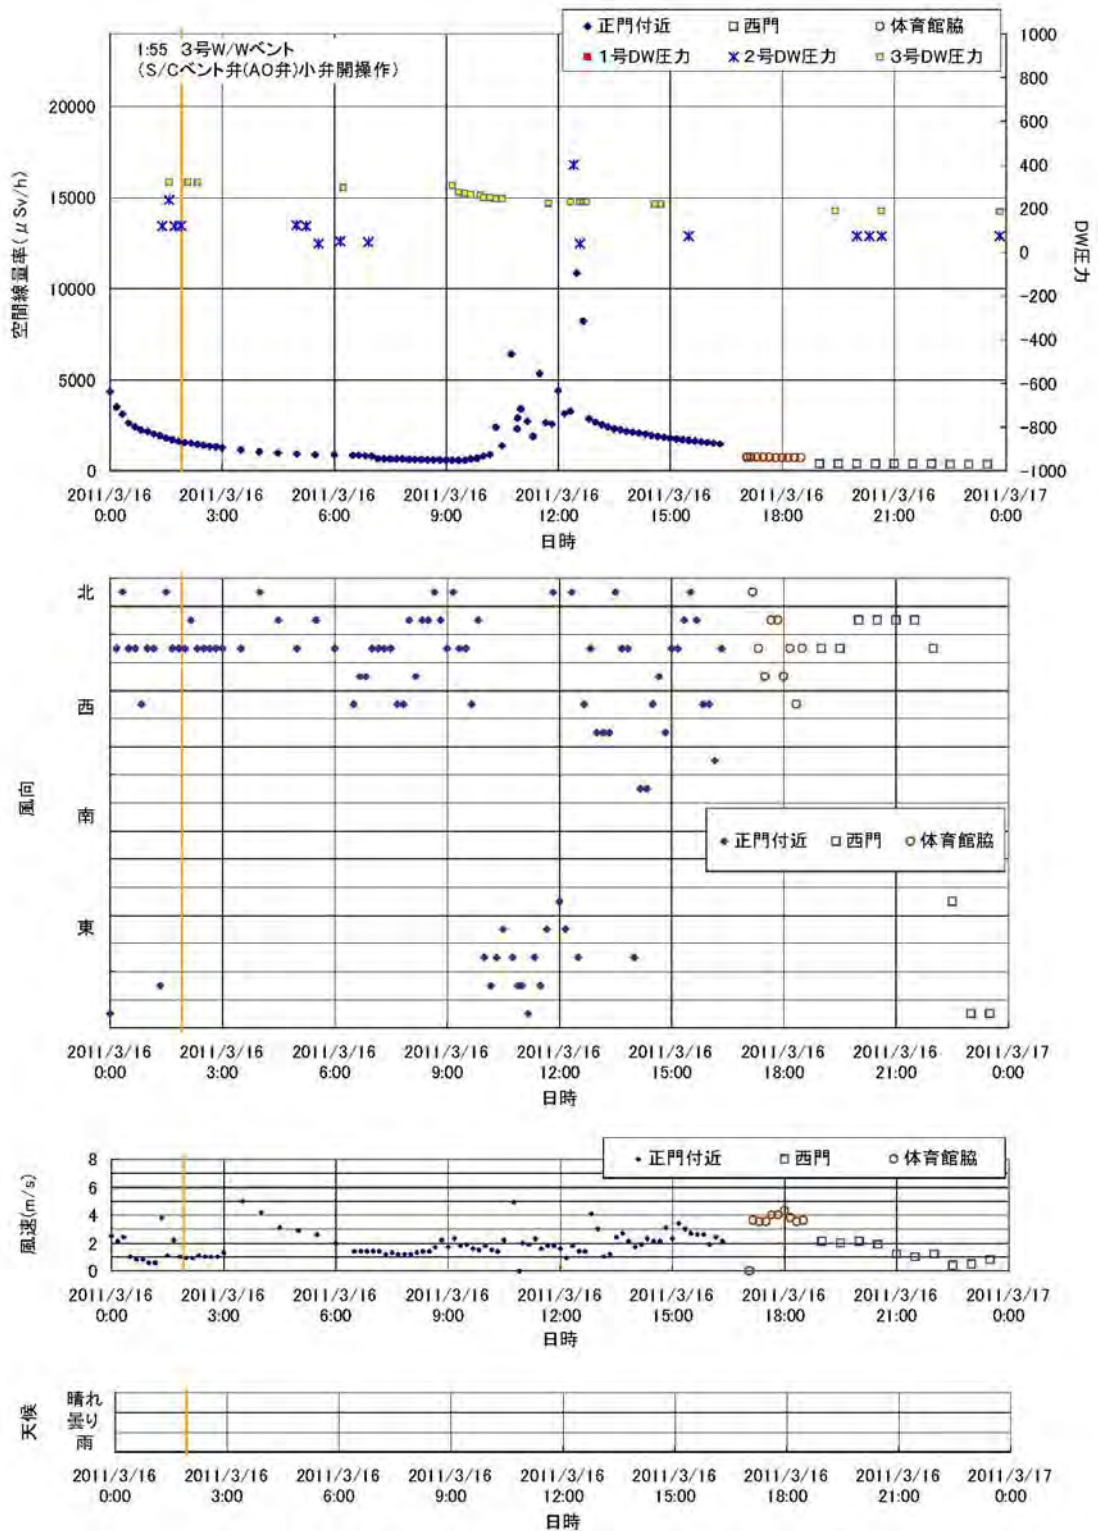 ◆ 正門付近 □ 西門 ○ 体育館脇
■ 1号DW圧力 ж 2号DW圧力 □ 3号DW圧力
1:55 3号W/Wベント
(S/Cベント弁(AO弁)小弁開操作)
空間線量率(μSv/h)
20000
15000
10000
5000
0
1000
800
600
400
200
0
-200
-400
-600
-800
-1000
DW圧力
2011/3/16 2011/3/16 2011/3/16 2011/3/16 2011/3/16 2011/3/16 2011/3/16 2011/3/16 2011/3/17
0:00 3:00 6:00 9:00 12:00 15:00 18:00 21:00 0:00
日時
風向
北
西
南
東
◆ 正門付近 □ 西門 ○ 体育館脇
2011/3/16 2011/3/16 2011/3/16 2011/3/16 2011/3/16 2011/3/16 2011/3/16 2011/3/16 2011/3/17
0:00 3:00 6:00 9:00 12:00 15:00 18:00 21:00 0:00
日時
・ 正門付近 □ 西門 ○ 体育館脇
風速(m/s)
8
6
4
2
0
2011/3/16 2011/3/16 2011/3/16 2011/3/16 2011/3/16 2011/3/16 2011/3/16 2011/3/16 2011/3/17
0:00 3:00 6:00 9:00 12:00 15:00 18:00 21:00 0:00
日時
天候
晴れ
曇り
雨
2011/3/16 2011/3/16 2011/3/16 2011/3/16 2011/3/16 2011/3/16 2011/3/16 2011/3/16 2011/3/17
0:00 3:00 6:00 9:00 12:00 15:00 18:00 21:00 0:00
日時